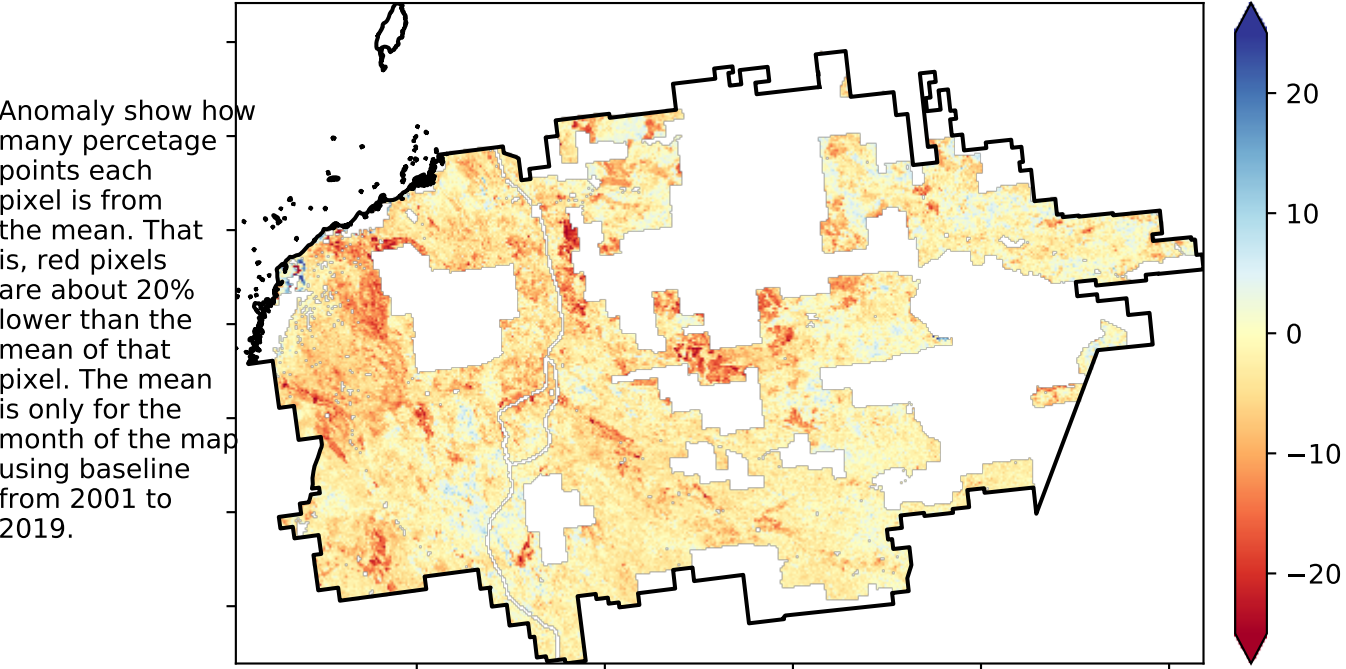 Anomaly show how
many percetage
points each
pixel is from
the mean. That
is, red pixels
are about 20%
lower than the
mean of that
pixel. The mean
is only for the
month of the map
using baseline
from 2001 to
2019.
20
10
0
−10
−20